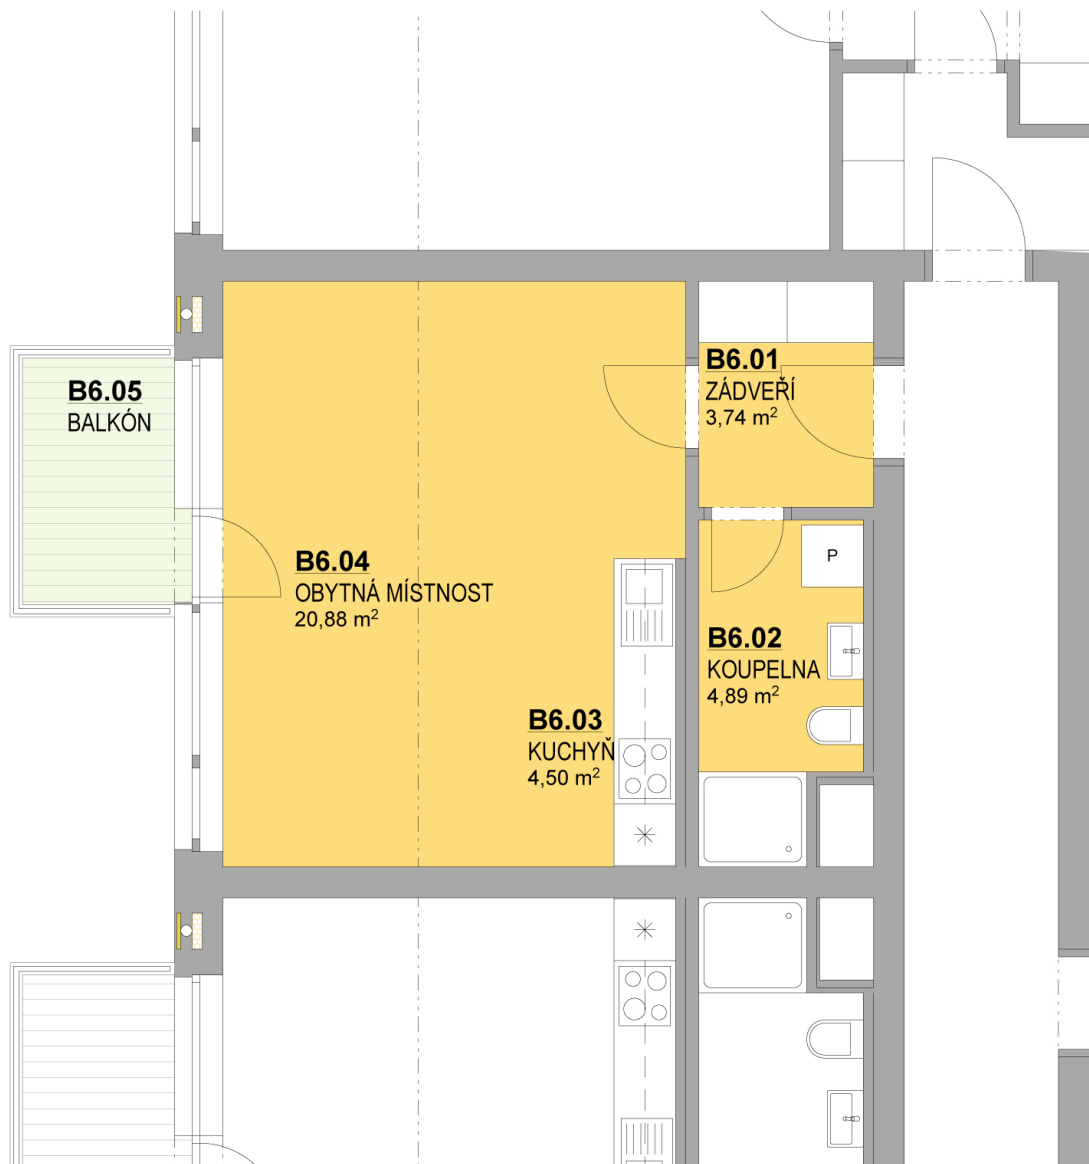 B6.01
ZÁDVEŘÍ
3,74 m²
B6.05
BALKÓN
B6.04
OBYTNÁ MÍSTNOST
20,88 m²
P
B6.02
KOUPELNA
4,89 m²
B6.03
KUCHYŇ
4,50 m²